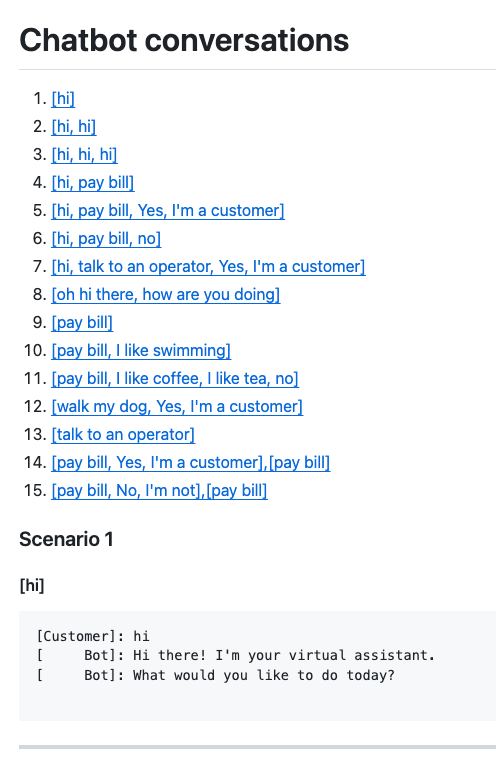 Chatbot conversations
1. [hi]
2. [hi, hi]
3. [hi, hi, hi]
4. [hi, pay bill]
5. [hi, pay bill, Yes, I'm a customer]
6. [hi, pay bill, no]
7. [hi, talk to an operator, Yes, I'm a customer]
8. [oh hi there, how are you doing]
9. [pay bill]
10. [pay bill, I like swimming]
11. [pay bill, I like coffee, I like tea, no]
12. [walk my dog, Yes, I'm a customer]
13. [talk to an operator]
14. [pay bill, Yes, I'm a customer],[pay bill]
15. [pay bill, No, I'm not],[pay bill]
Scenario 1
[hi]
[Customer]: hi
[     Bot]: Hi there! I'm your virtual assistant.
[     Bot]: What would you like to do today?